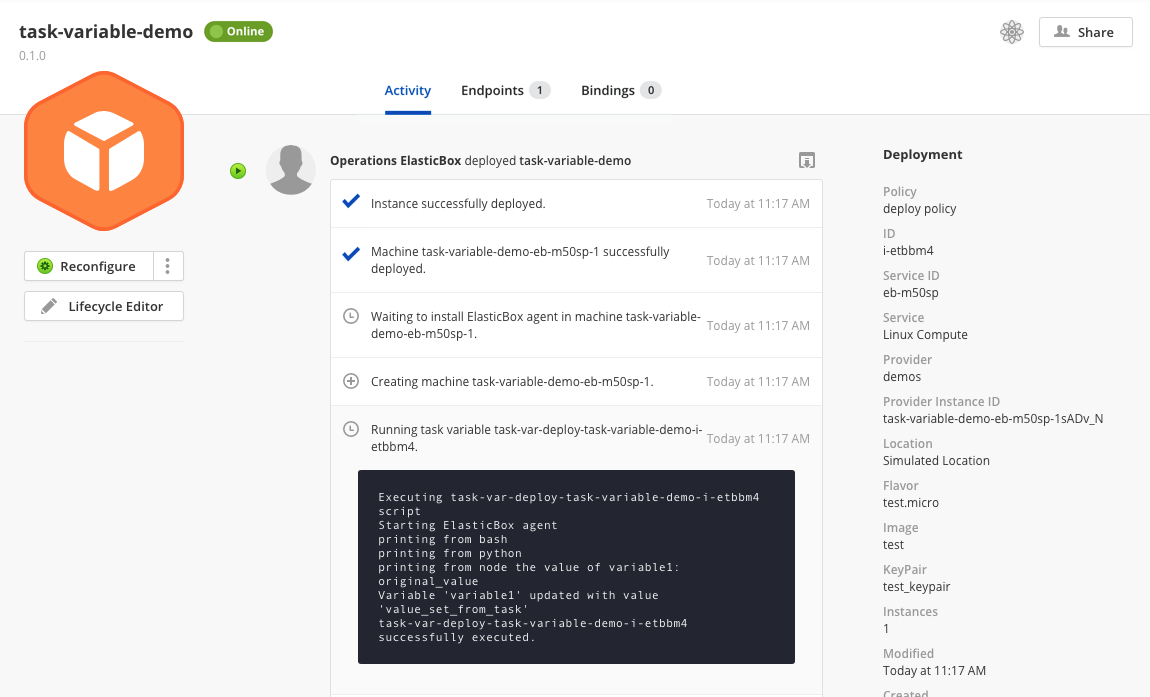 task-variable-demo
Online
0.1.0
Share
Activity
Endpoints 1
Bindings 0
Reconfigure
Lifecycle Editor
Operations ElasticBox deployed task-variable-demo
Instance successfully deployed.
Today at 11:17 AM
Machine task-variable-demo-eb-m50sp-1 successfully
deployed.
Today at 11:17 AM
Waiting to install ElasticBox agent in machine task-variable-
demo-eb-m50sp-1.
Today at 11:17 AM
Creating machine task-variable-demo-eb-m50sp-1.
Today at 11:17 AM
Running task variable task-var-deploy-task-variable-demo-i-
etbbm4.
Today at 11:17 AM
Executing task-var-deploy-task-variable-demo-i-etbbm4
script
Starting ElasticBox agent
printing from bash
printing from python
printing from node the value of variable1:
original_value
Variable 'variable1' updated with value
'value_set_from_task'
task-var-deploy-task-variable-demo-i-etbbm4
successfully executed.
Deployment
Policy
deploy policy
ID
i-etbbm4
Service ID
eb-m50sp
Service
Linux Compute
Provider
demos
Provider Instance ID
task-variable-demo-eb-m50sp-1sADv_N
Location
Simulated Location
Flavor
test.micro
Image
test
KeyPair
test_keypair
Instances
1
Modified
Today at 11:17 AM
Created